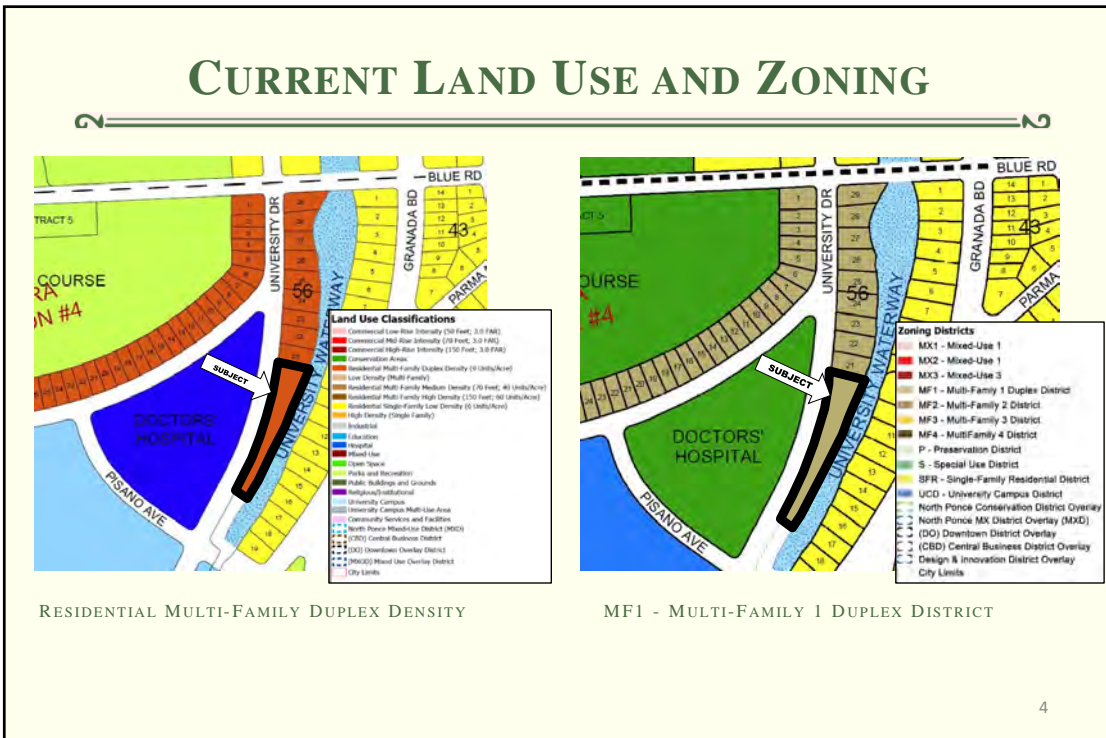 CURRENT LAND USE AND ZONING
BLUE RD
TRACT 5
COURSE
RA
ON #4
UNIVERSITY DR
GRANADA BD
43
PARMA
56
UNIVERSITY WATERWAY
SUBJECT
DOCTORS'
HOSPITAL
PISANO AVE
Land Use Classifications
Commercial Low-Rise Intensity (50 Feet; 3.0 FAR)
Commercial Mid-Rise Intensity (70 Feet; 3.0 FAR)
Commercial High-Rise Intensity (150 Feet; 3.0 FAR)
Conservation Areas
Residential Multi-Family Duplex Density (9 Units/Acre)
Low Density (Multi Family)
Residential Multi-Family Medium Density (70 Feet; 40 Units/Acre)
Residential Multi-Family High Density (150 Feet; 60 Units/Acre)
Residential Single-Family Low Density (6 Units/Acre)
High Density (Single Family)
Industrial
Education
Hospital
Mixed-Use
Open Space
Parks and Recreation
Public Buildings and Grounds
Religious/Institutional
University Campus
University Campus Multi-Use Area
Community Services and Facilities
North Ponce Mixed-Use District (MXD)
(CBD) Central Business District
(DO) Downtown Overlay District
(MXOD) Mixed Use Overlay District
City Limits
RESIDENTIAL MULTI-FAMILY DUPLEX DENSITY
BLUE RD
CT 5
COURSE
RA
#4
UNIVERSITY DR
GRANADA BD
43
PARMA
56
UNIVERSITY WATERWAY
SUBJECT
DOCTORS'
HOSPITAL
PISANO AVE
Zoning Districts
MX1 - Mixed-Use 1
MX2 - Mixed-Use 1
MX3 - Mixed-Use 3
MF1 - Multi-Famiy 1 Duplex District
MF2 - Multi-Family 2 District
MF3 - Multi-Family 3 District
MF4 - MultiFamily 4 District
P - Preservation District
S - Special Use District
SFR - Single-Family Residential District
UCD - University Campus District
North Ponce Conservation District Overlay
North Ponce MX District Overlay (MXD)
(DO) Downtown District Overlay
(CBD) Central Business District Overlay
Design & Innovation District Overlay
City Limits
MF1 - MULTI-FAMILY 1 DUPLEX DISTRICT
4